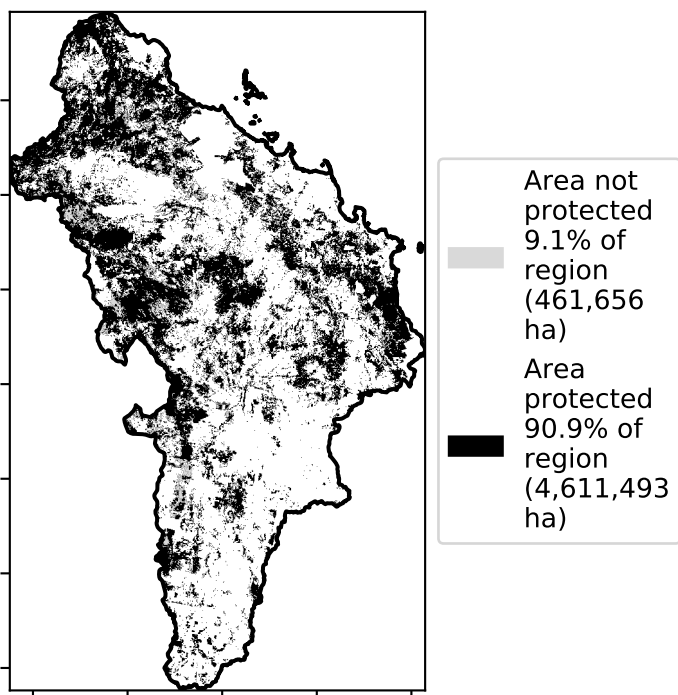 Area not
protected
9.1% of
region
(461,656
ha)
Area
protected
90.9% of
region
(4,611,493
ha)